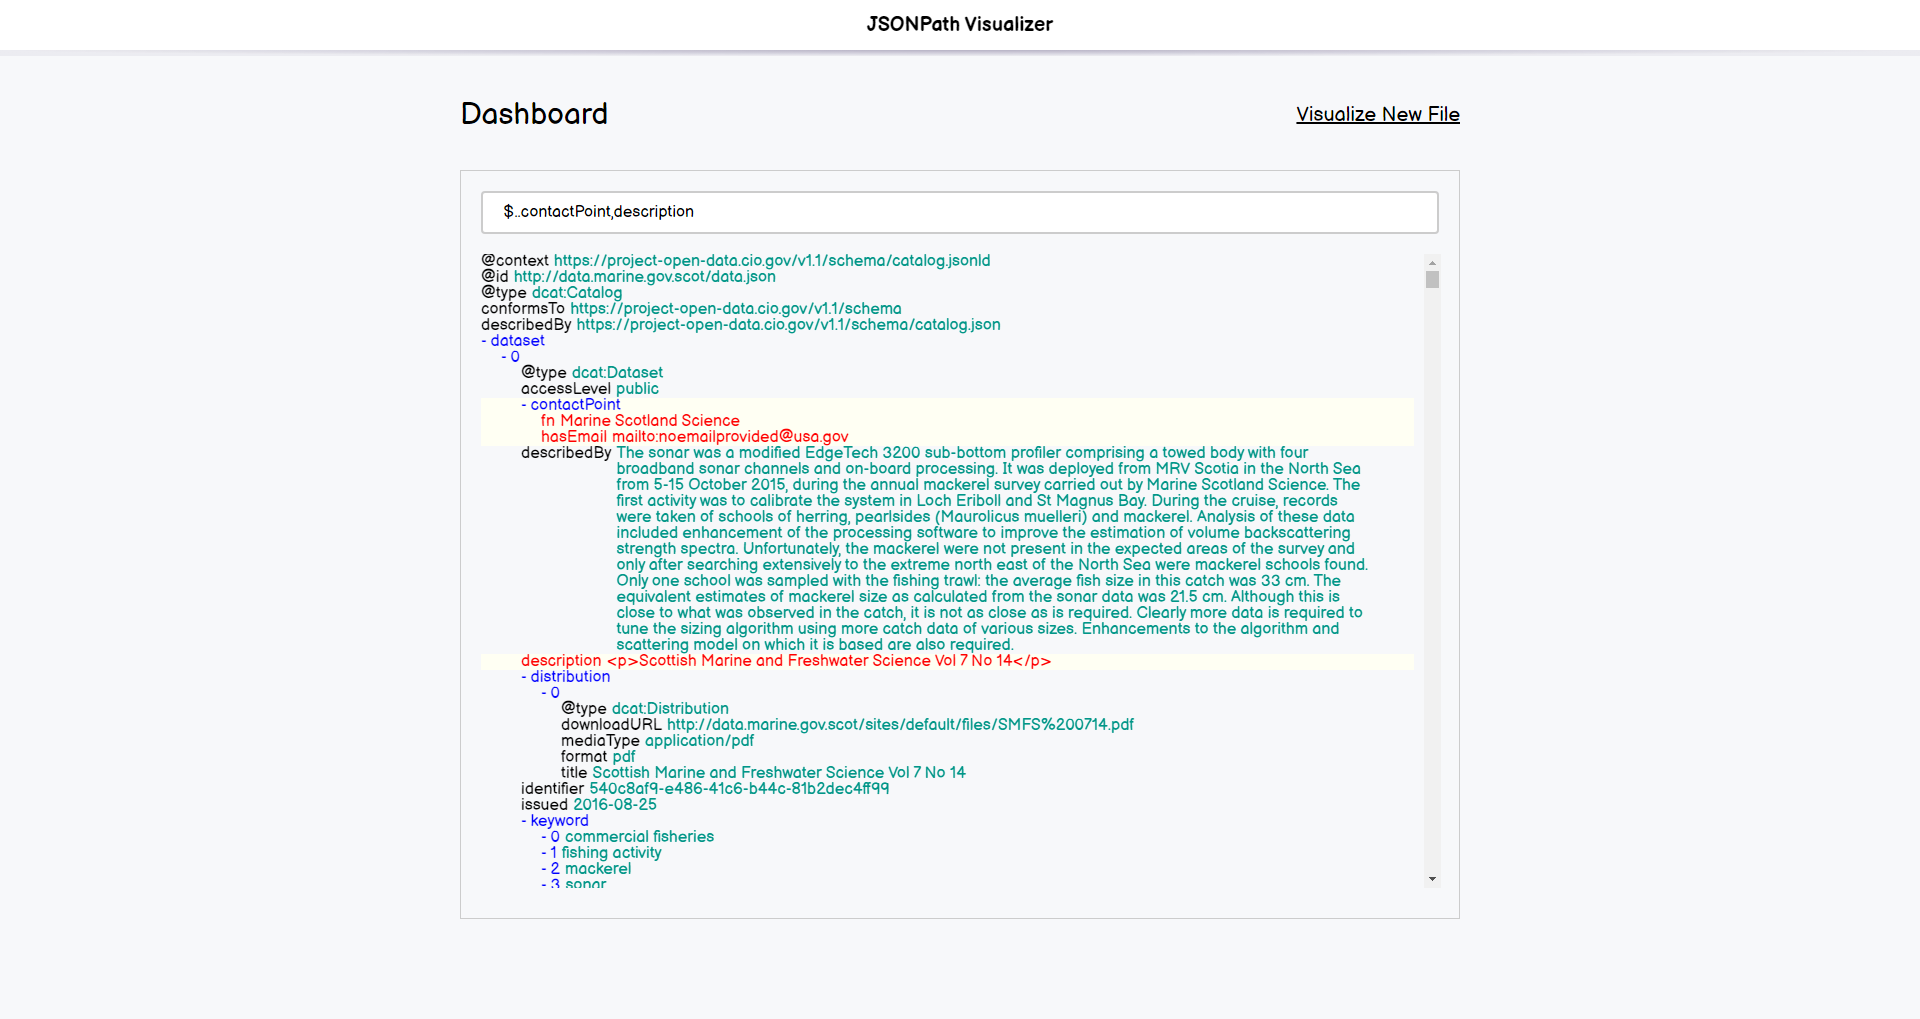 JSONPath Visualizer
Dashboard
Visualize New File
$..contactPoint,description
@context https://project-open-data.cio.gov/v1.1/schema/catalog.jsonld
@id http://data.marine.gov.scot/data.json
@type dcat:Catalog
conformsTo https://project-open-data.cio.gov/v1.1/schema
describedBy https://project-open-data.cio.gov/v1.1/schema/catalog.json
- dataset
- 0
@type dcat:Dataset
accessLevel public
- contactPoint
fn Marine Scotland Science
hasEmail mailto:noemailprovided@usa.gov
describedBy The sonar was a modified EdgeTech 3200 sub-bottom profiler comprising a towed body with four
broadband sonar channels and on-board processing. It was deployed from MRV Scotia in the North Sea
from 5-15 October 2015, during the annual mackerel survey carried out by Marine Scotland Science. The
first activity was to calibrate the system in Loch Eriboll and St Magnus Bay. During the cruise, records
were taken of schools of herring, pearlsides (Maurolicus muelleri) and mackerel. Analysis of these data
included enhancement of the processing software to improve the estimation of volume backscattering
strength spectra. Unfortunately, the mackerel were not present in the expected areas of the survey and
only after searching extensively to the extreme north east of the North Sea were mackerel schools found.
Only one school was sampled with the fishing trawl: the average fish size in this catch was 33 cm. The
equivalent estimates of mackerel size as calculated from the sonar data was 21.5 cm. Although this is
close to what was observed in the catch, it is not as close as is required. Clearly more data is required to
tune the sizing algorithm using more catch data of various sizes. Enhancements to the algorithm and
scattering model on which it is based are also required.
description <p>Scottish Marine and Freshwater Science Vol 7 No 14</p>
- distribution
- 0
@type dcat:Distribution
downloadURL http://data.marine.gov.scot/sites/default/files/SMFS%200714.pdf
mediaType application/pdf
format pdf
title Scottish Marine and Freshwater Science Vol 7 No 14
identifier 540c8af9-e486-41c6-b44c-81b2dec4ff99
issued 2016-08-25
- keyword
- 0 commercial fisheries
- 1 fishing activity
- 2 mackerel
- 3 sonar